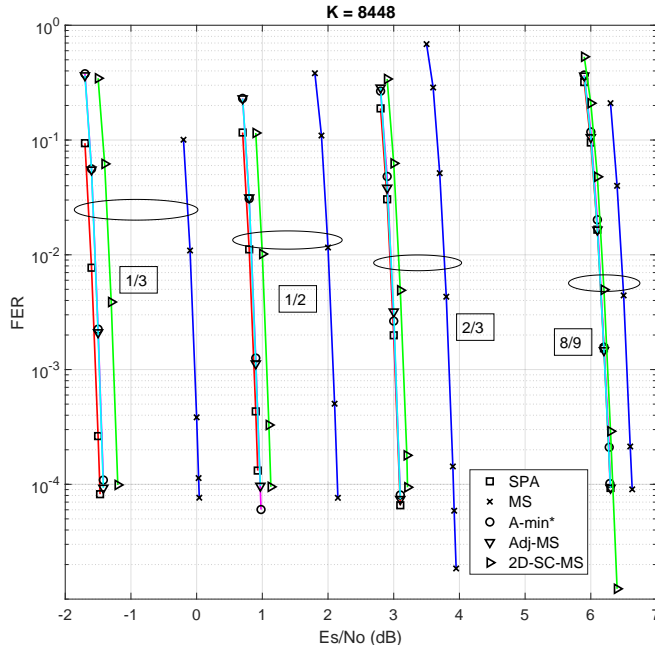 K = 8448
10^0
10^-1
10^-2
10^-3
10^-4
FER
1/3
1/2
2/3
8/9
SPA
MS
A-min*
Adj-MS
2D-SC-MS
-2 -1 0 1 2 3 4 5 6 7
Es/No (dB)